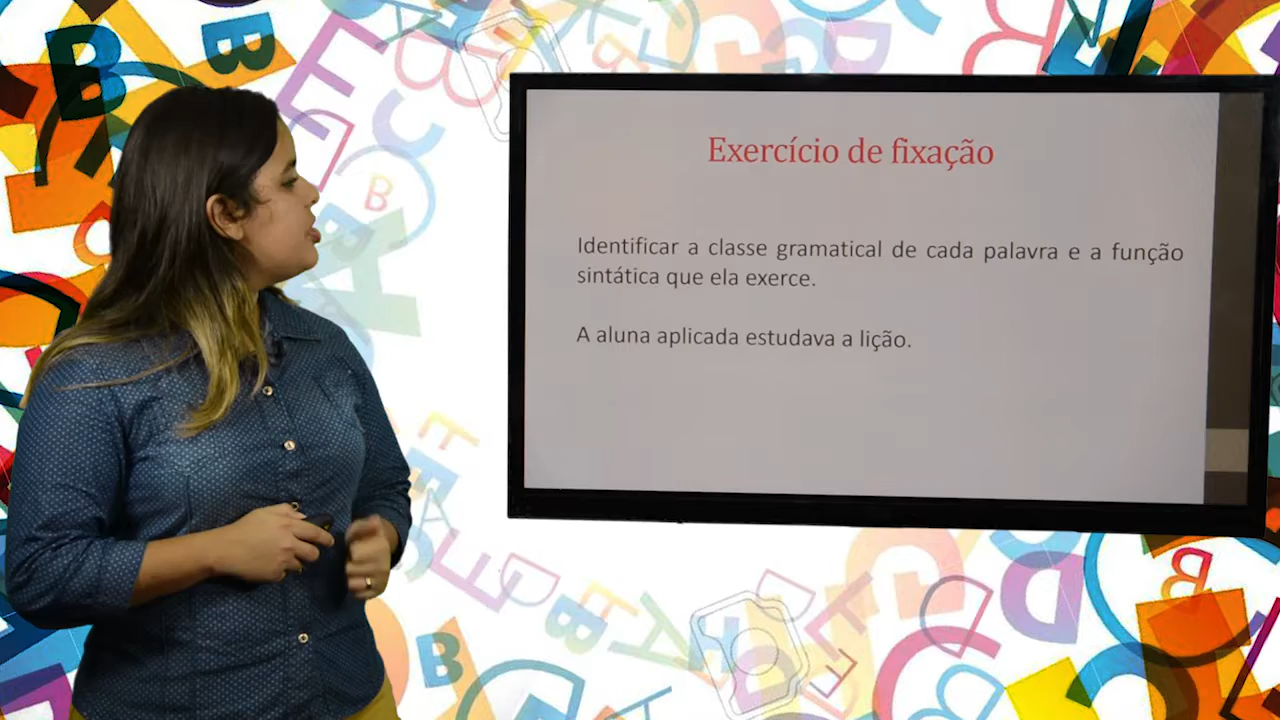 Exercício de fixação
Identificar a classe gramatical de cada palavra e a função
sintática que ela exerce.
A aluna aplicada estudava a lição.